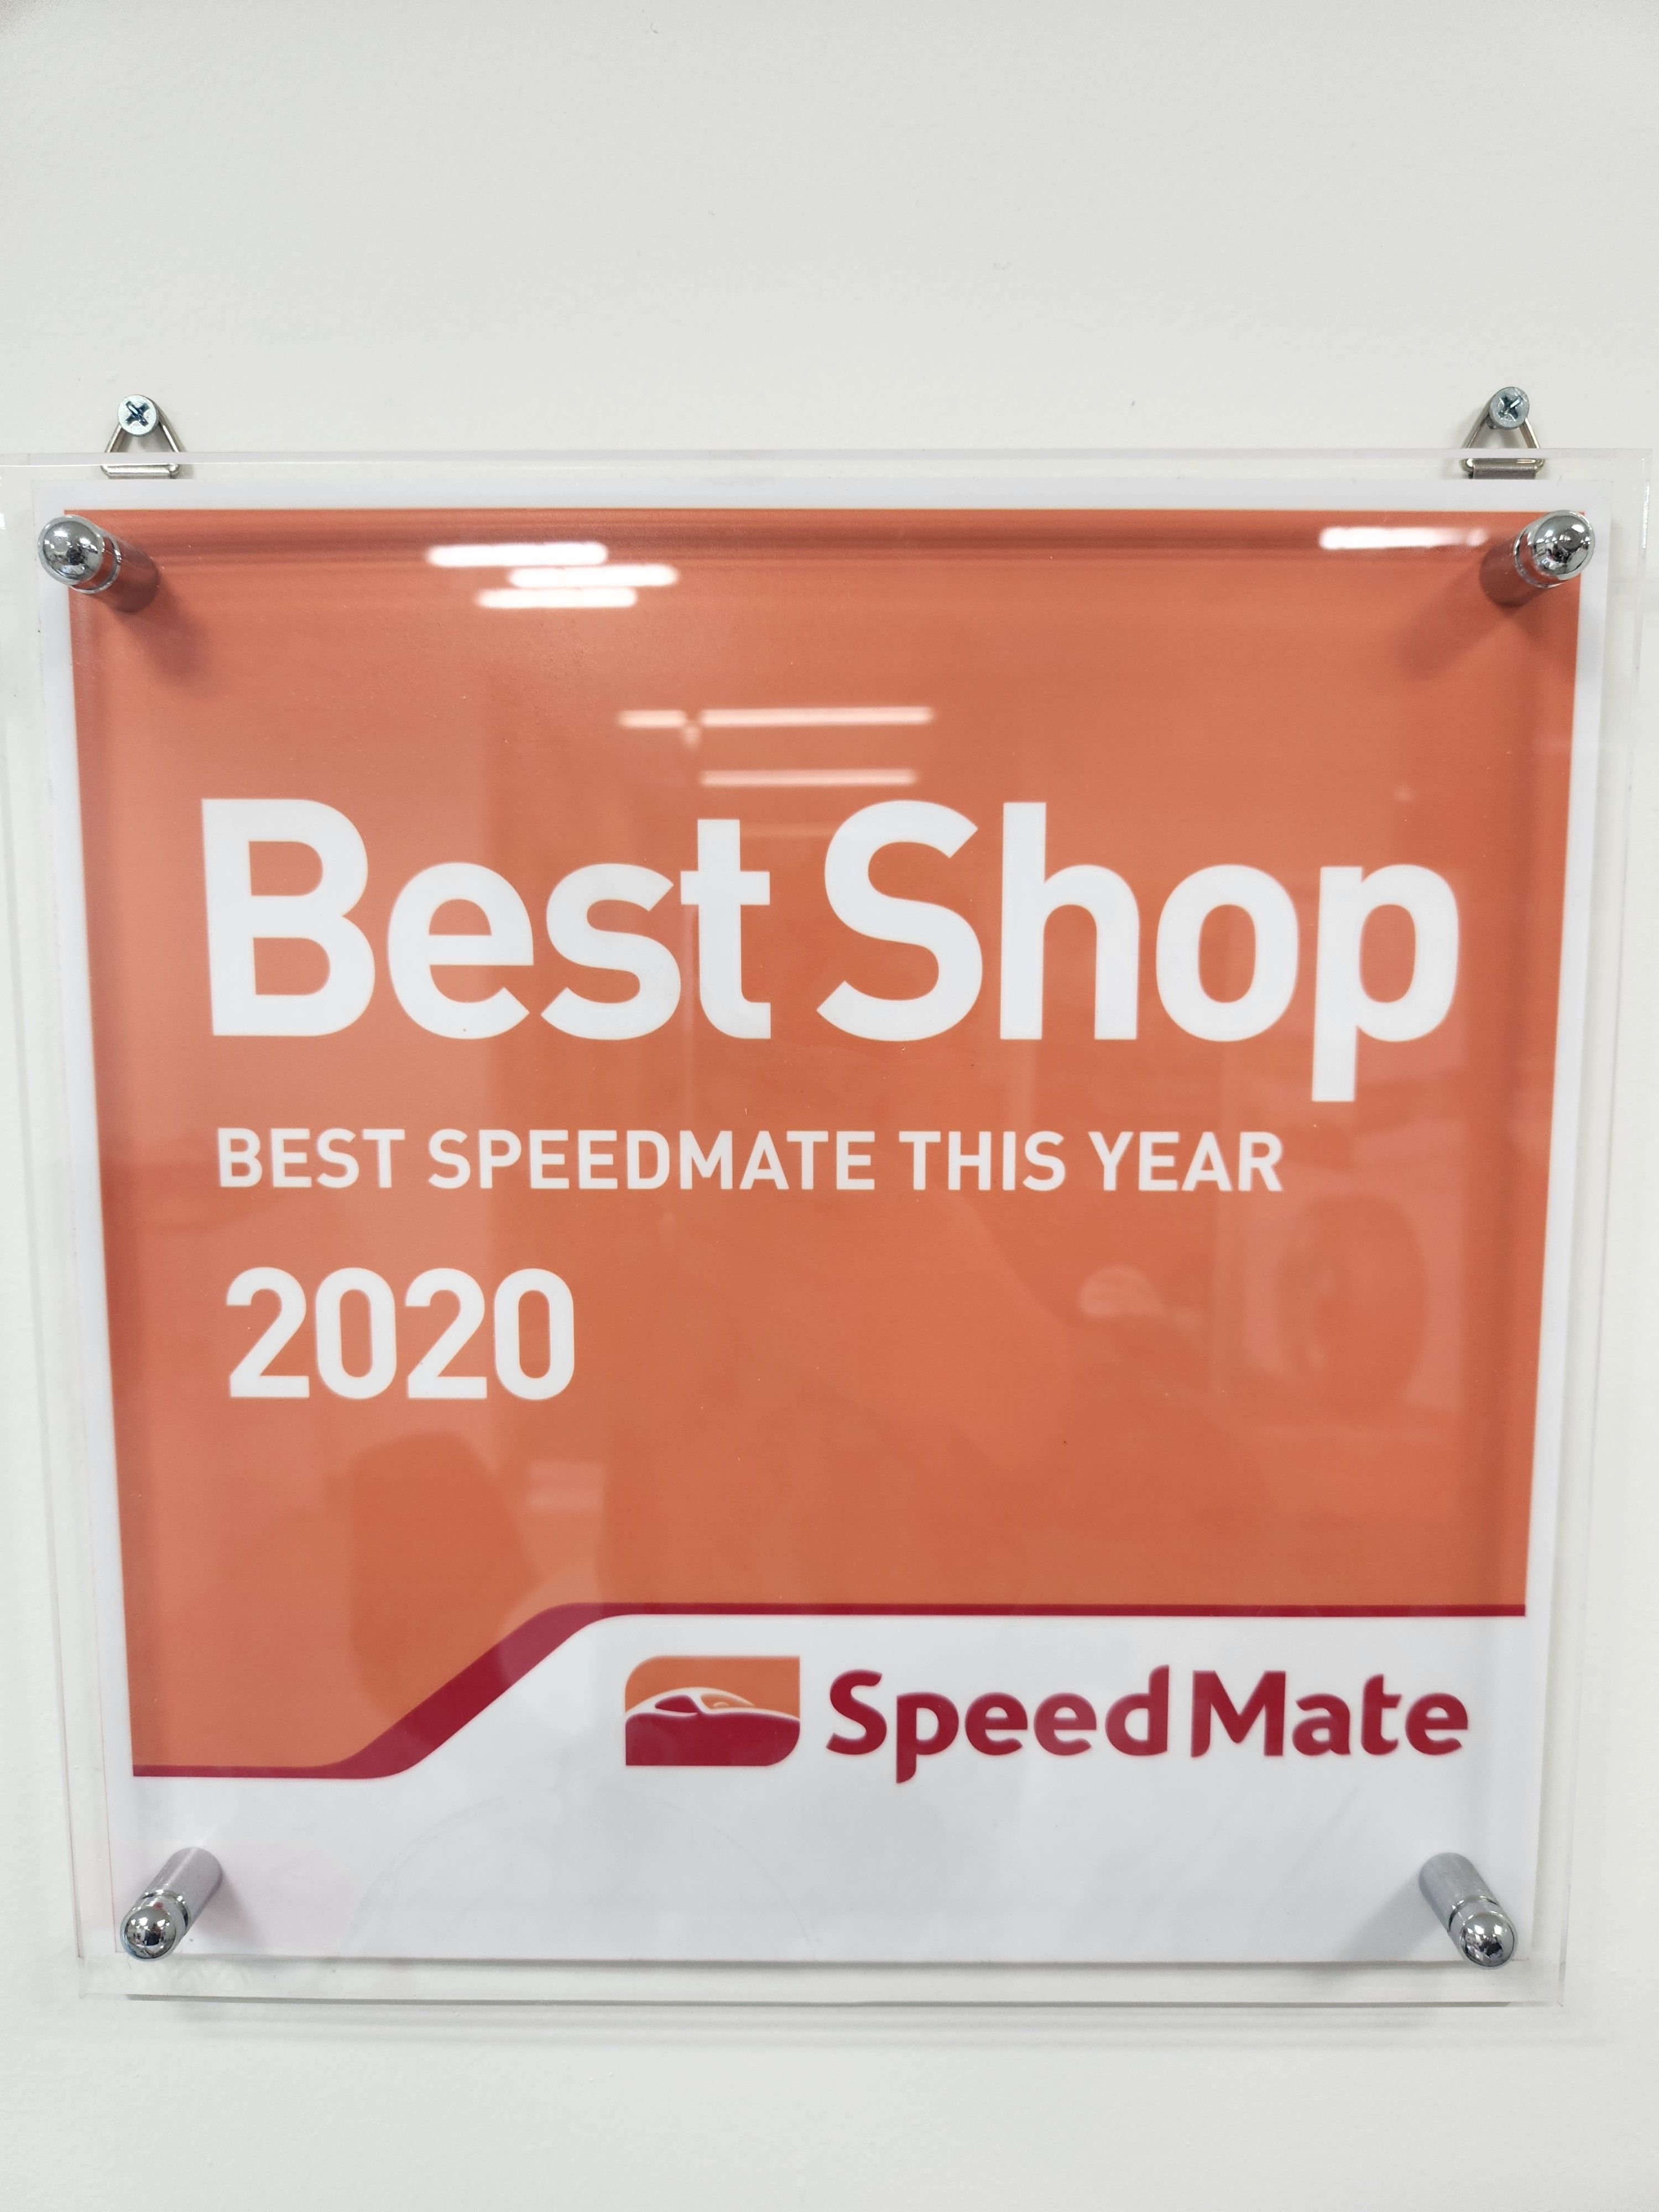 Best Shop
BEST SPEEDMATE THIS YEAR
2020
SpeedMate